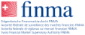 finma
Eidgenössische Finanzmarktaufsicht FINMA
Autorité fédérale de surveillance des marchés financiers FINMA
Autorità federale di vigilanza sui mercati finanziari FINMA
Swiss Financial Market Supervisory Authority FINMA